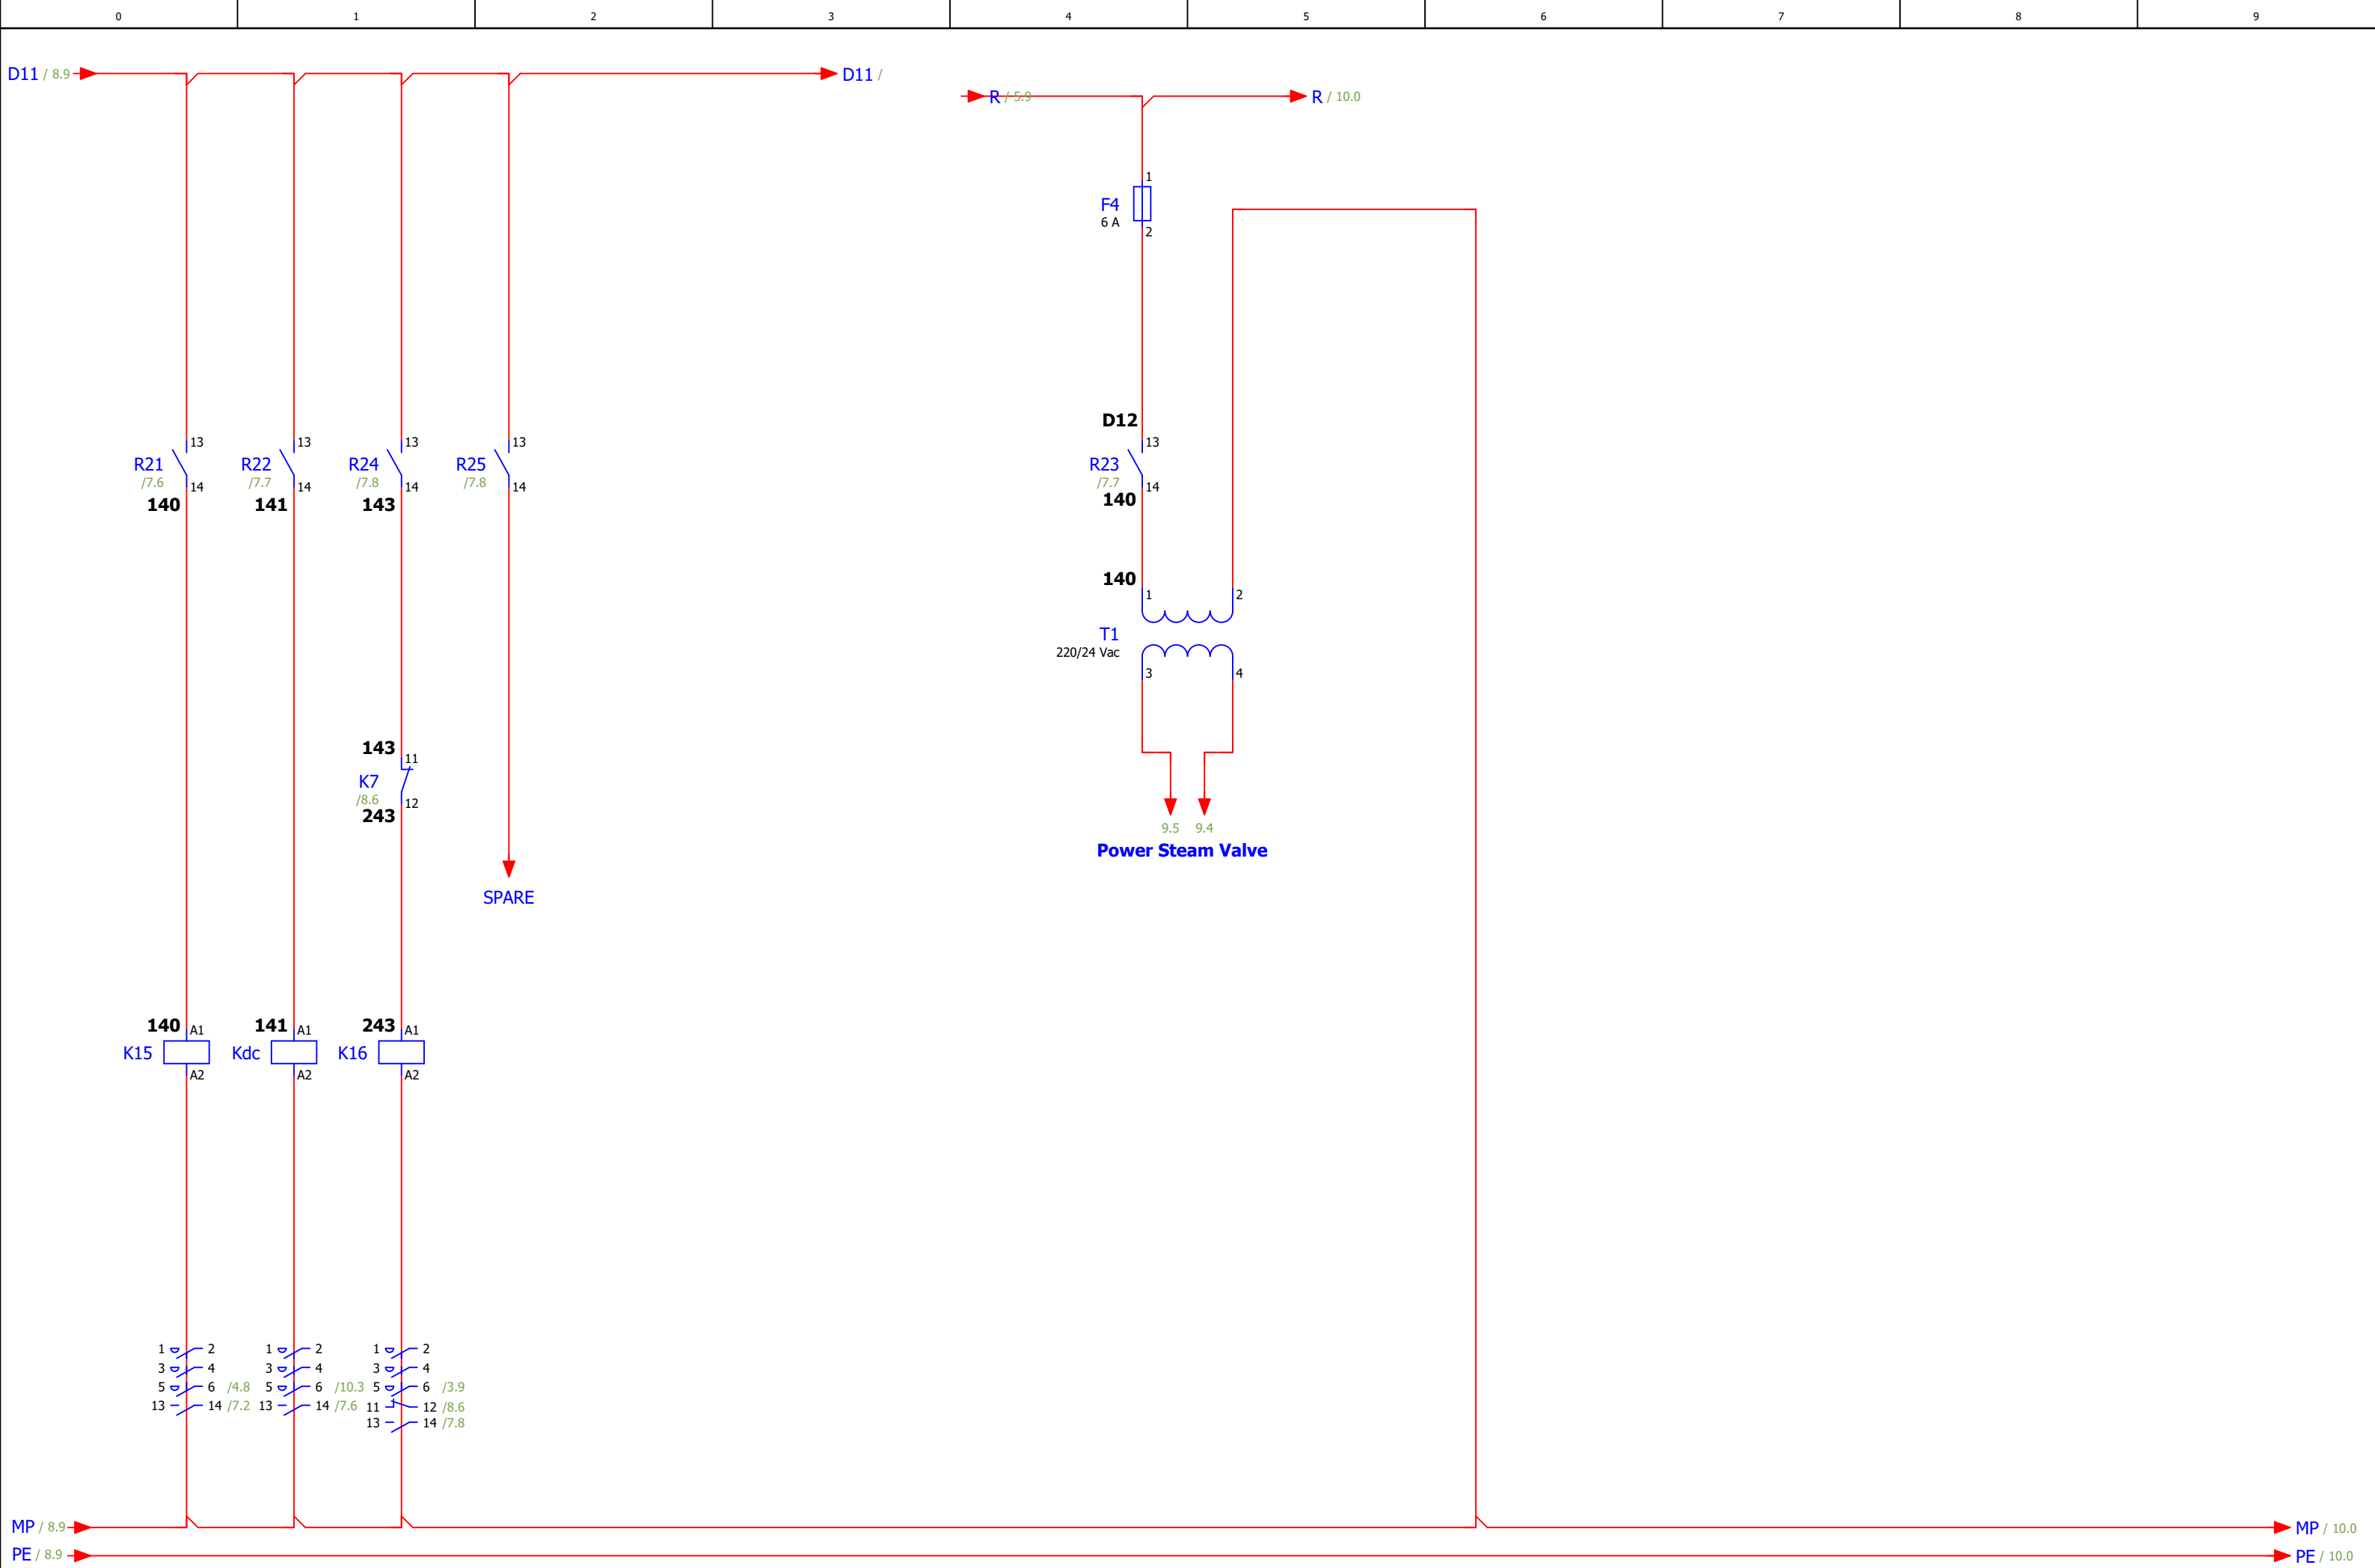 0 1 2 3 4 5 6 7 8 9
D11 / 8.9
D11 /
R / 5.9
R / 10.0
1
F4
6 A
2
D12
13 13 13 13 13
R21 R22 R24 R25 R23
/7.6 /7.7 /7.8 /7.8 /7.7
14 14 14 14 14
140 141 143 140
140
1 2
T1
220/24 Vac
3 4
143
11
K7
/8.6
12
243
9.5 9.4
Power Steam Valve
SPARE
140 A1 141 A1 243 A1
K15 Kdc K16
A2 A2 A2
1 2 1 2 1 2
3 4 3 4 3 4
5 6 /4.8 5 6 /10.3 5 6 /3.9
13 14 /7.2 13 14 /7.6 11 12 /8.6
13 14 /7.8
MP / 8.9
MP / 10.0
PE / 8.9
PE / 10.0